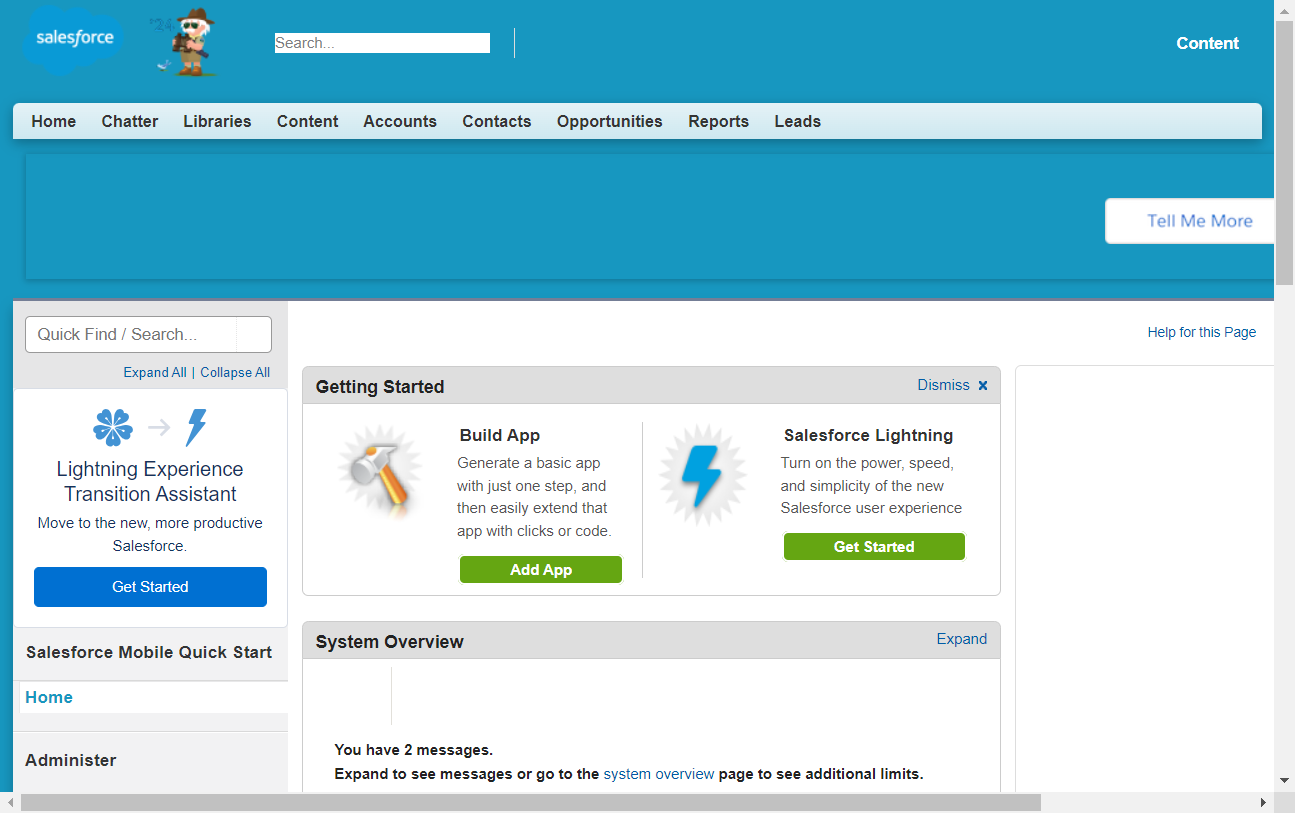 salesforce
'24
Search...
Content
Home Chatter Libraries Content Accounts Contacts Opportunities Reports Leads
Tell Me More
Quick Find / Search...
Expand All | Collapse All
Lightning Experience
Transition Assistant
Move to the new, more productive
Salesforce.
Get Started
Salesforce Mobile Quick Start
Home
Administer
Help for this Page
Getting Started
Dismiss
Build App
Generate a basic app
with just one step, and
then easily extend that
app with clicks or code.
Add App
Salesforce Lightning
Turn on the power, speed,
and simplicity of the new
Salesforce user experience
Get Started
System Overview
Expand
You have 2 messages.
Expand to see messages or go to the system overview page to see additional limits.